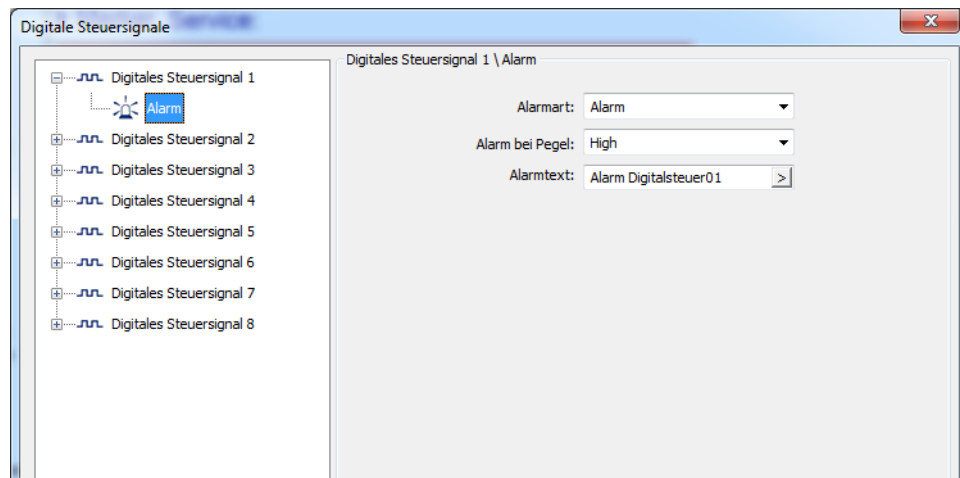 Digitale Steuersignale
Digitales Steuersignal 1
Alarm
Digitales Steuersignal 2
Digitales Steuersignal 3
Digitales Steuersignal 4
Digitales Steuersignal 5
Digitales Steuersignal 6
Digitales Steuersignal 7
Digitales Steuersignal 8
Digitales Steuersignal 1 \ Alarm
Alarmart: Alarm
Alarm bei Pegel: High
Alarmtext: Alarm Digitalsteuer01 >